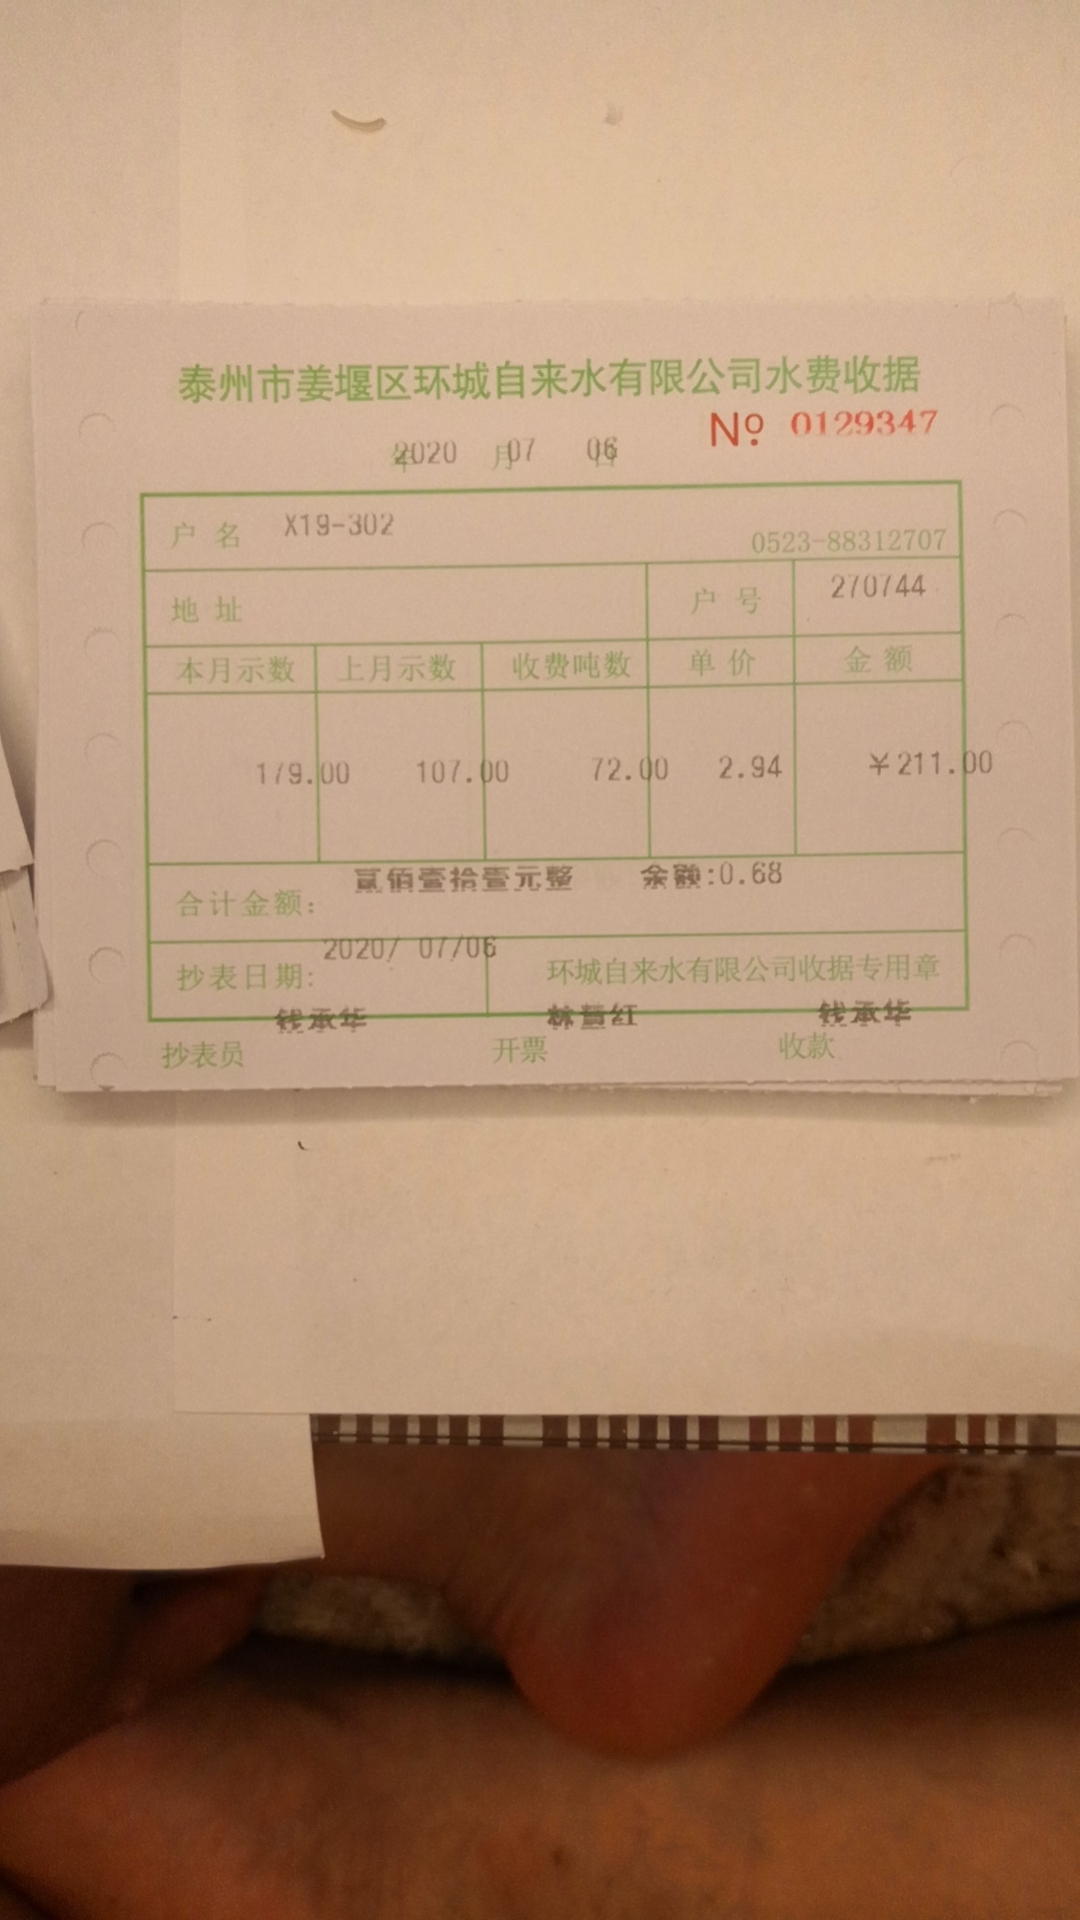 泰州市姜堰区环城自来水有限公司水费收据
№ 0129347
2020 年 07 月 06 日
户 名 X19-302 0523-88312707
地 址 户 号 270744
本月示数 上月示数 收费吨数 单 价 金 额
179.00 107.00 72.00 2.94 ¥211.00
合计金额: 贰佰壹拾壹元整 余额:0.68
抄表日期: 2020/ 07/06 环城自来水有限公司收据专用章
钱承华 林 红 钱承华
抄表员 开票 收款